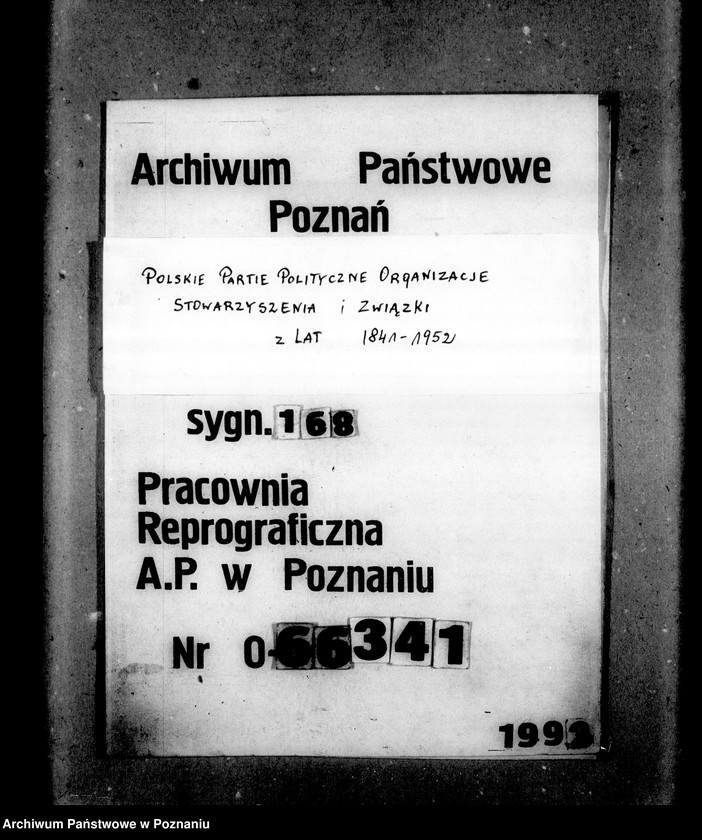 Archiwum Państwowe
Poznań
Polskie Partie Polityczne Organizacje
Stowarzyszenia i Związki
z Lat 1841-1952
sygn. 168
Pracownia
Reprograficzna
A.P. w Poznaniu
Nr 0-66341
Archiwum Państwowe w Poznaniu